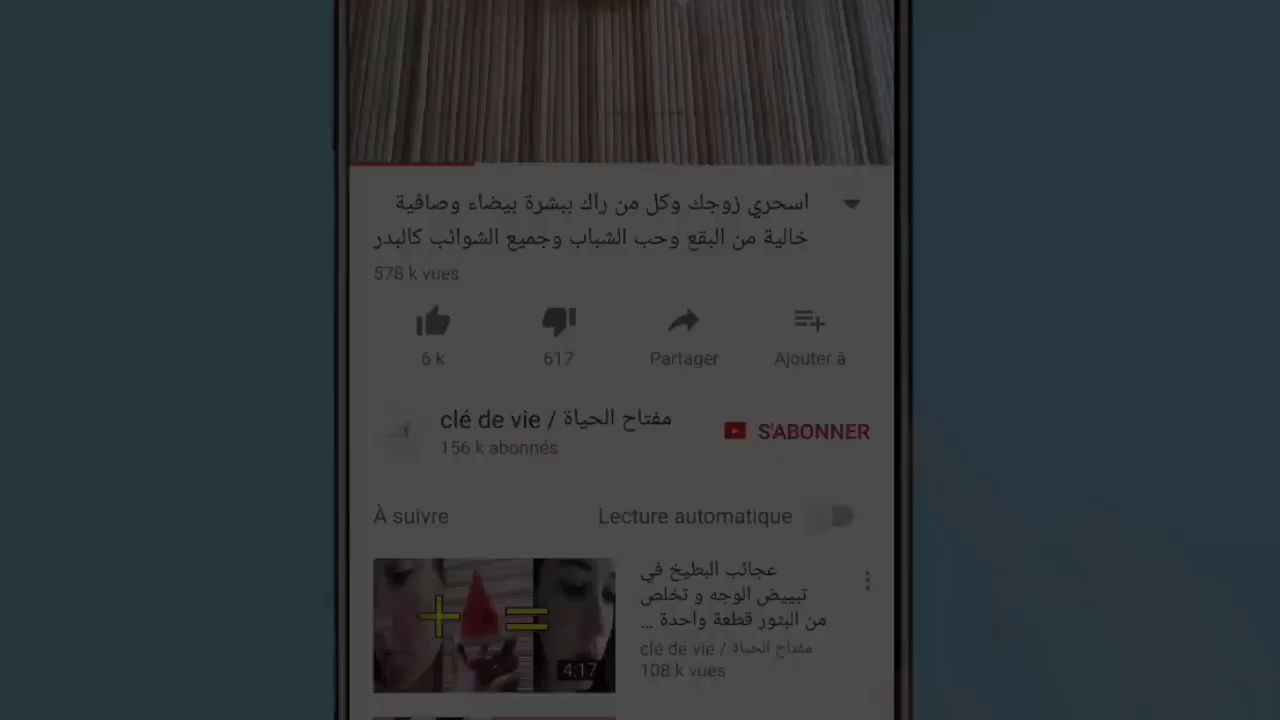 اسحري زوجك وكل من راك ببشرة بيضاء وصافية
خالية من البقع وحب الشباب وجميع الشوائب كالبدر
578 k vues
6 k
617
Partager
Ajouter à
clé de vie / مفتاح الحياة
156 k abonnés
S'ABONNER
À suivre
Lecture automatique
4:17
عجائب البطيخ في
تبييض الوجه و تخلص
من البثور قطعة واحدة ...
clé de vie / مفتاح الحياة
108 k vues